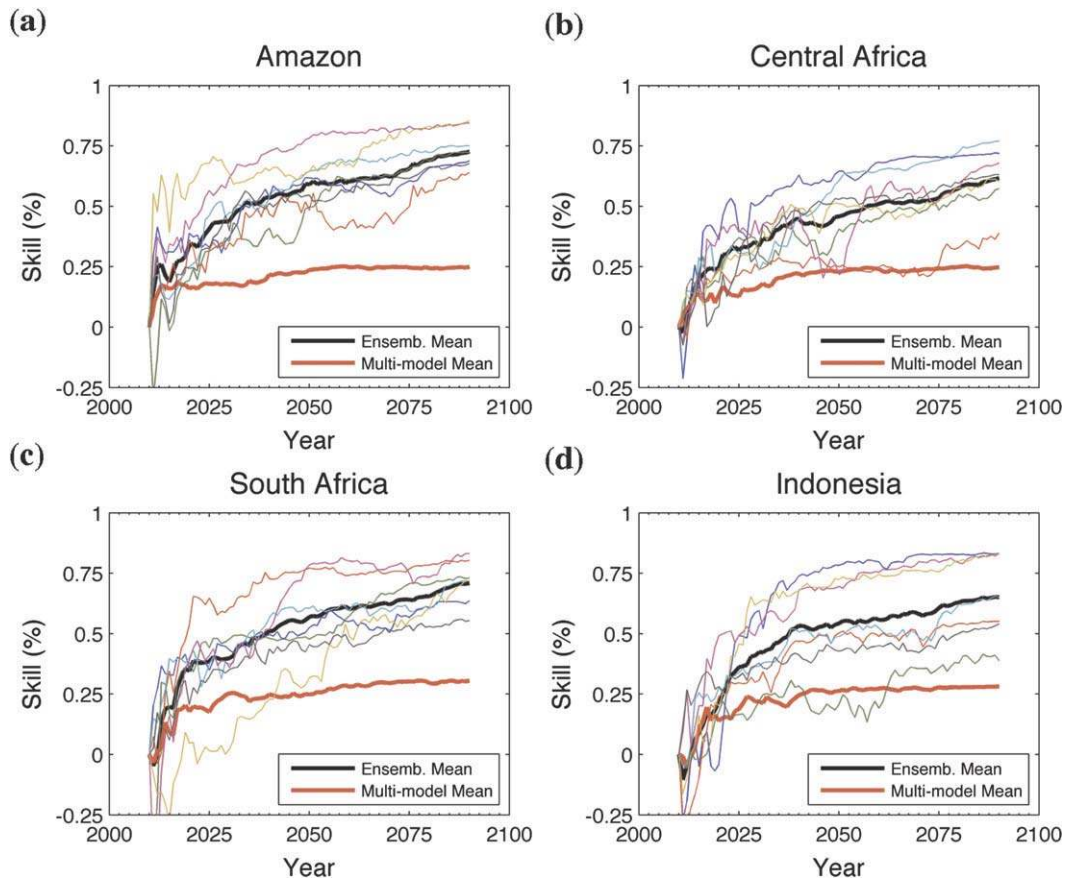 (a)
Amazon
Skill (%)
1
0.75
0.5
0.25
0
-0.25
2000 2025 2050 2075 2100
Year
Ensemb. Mean
Multi-model Mean
(b)
Central Africa
Skill (%)
1
0.75
0.5
0.25
0
-0.25
2000 2025 2050 2075 2100
Year
Ensemb. Mean
Multi-model Mean
(c)
South Africa
Skill (%)
1
0.75
0.5
0.25
0
-0.25
2000 2025 2050 2075 2100
Year
Ensemb. Mean
Multi-model Mean
(d)
Indonesia
Skill (%)
1
0.75
0.5
0.25
0
-0.25
2000 2025 2050 2075 2100
Year
Ensemb. Mean
Multi-model Mean